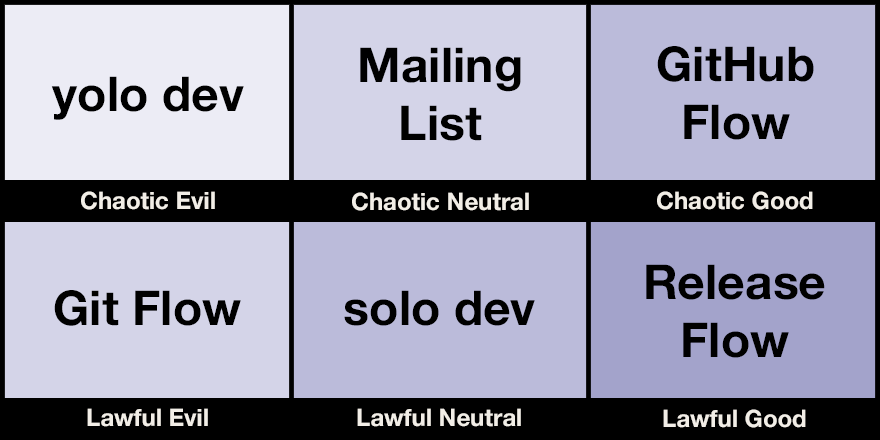 yolo dev
Mailing
List
GitHub
Flow
Chaotic Evil
Chaotic Neutral
Chaotic Good
Git Flow
solo dev
Release
Flow
Lawful Evil
Lawful Neutral
Lawful Good